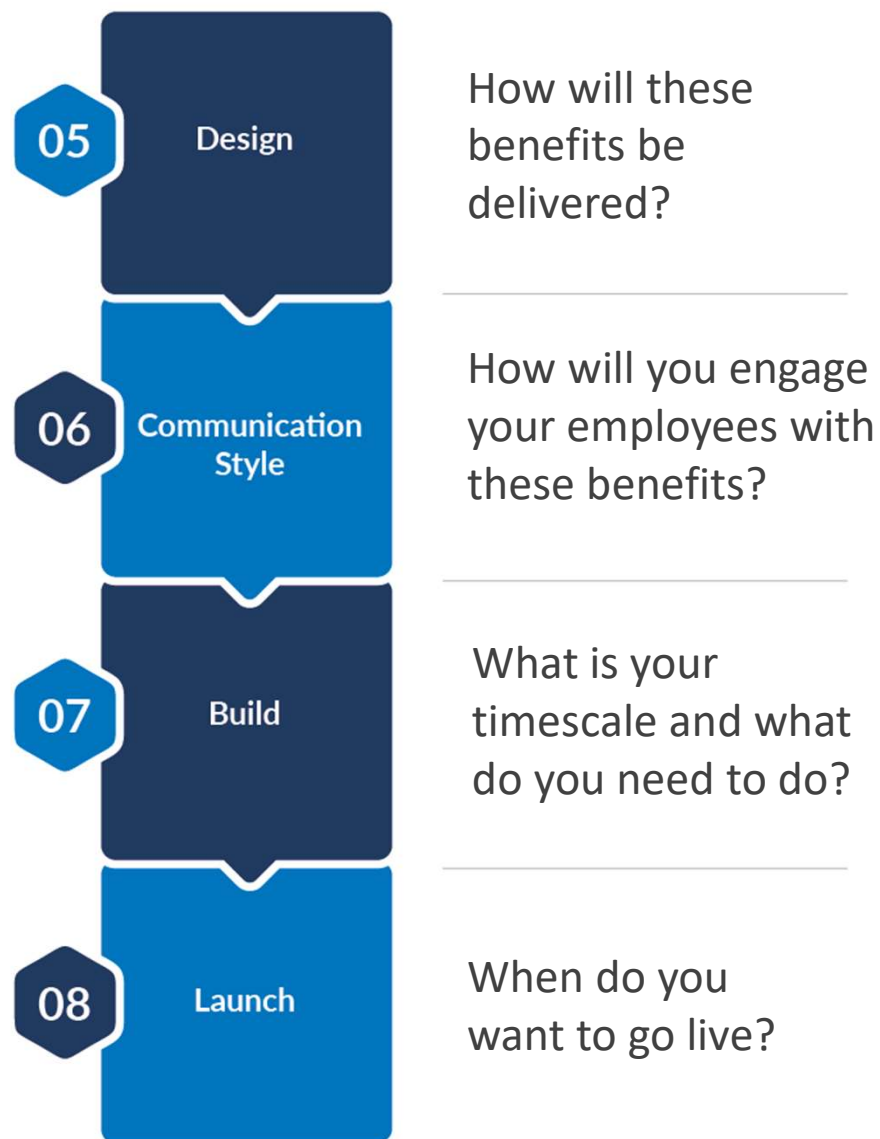 05
Design
How will these
benefits be
delivered?
06
Communication
Style
How will you engage
your employees with
these benefits?
07
Build
What is your
timescale and what
do you need to do?
08
Launch
When do you
want to go live?